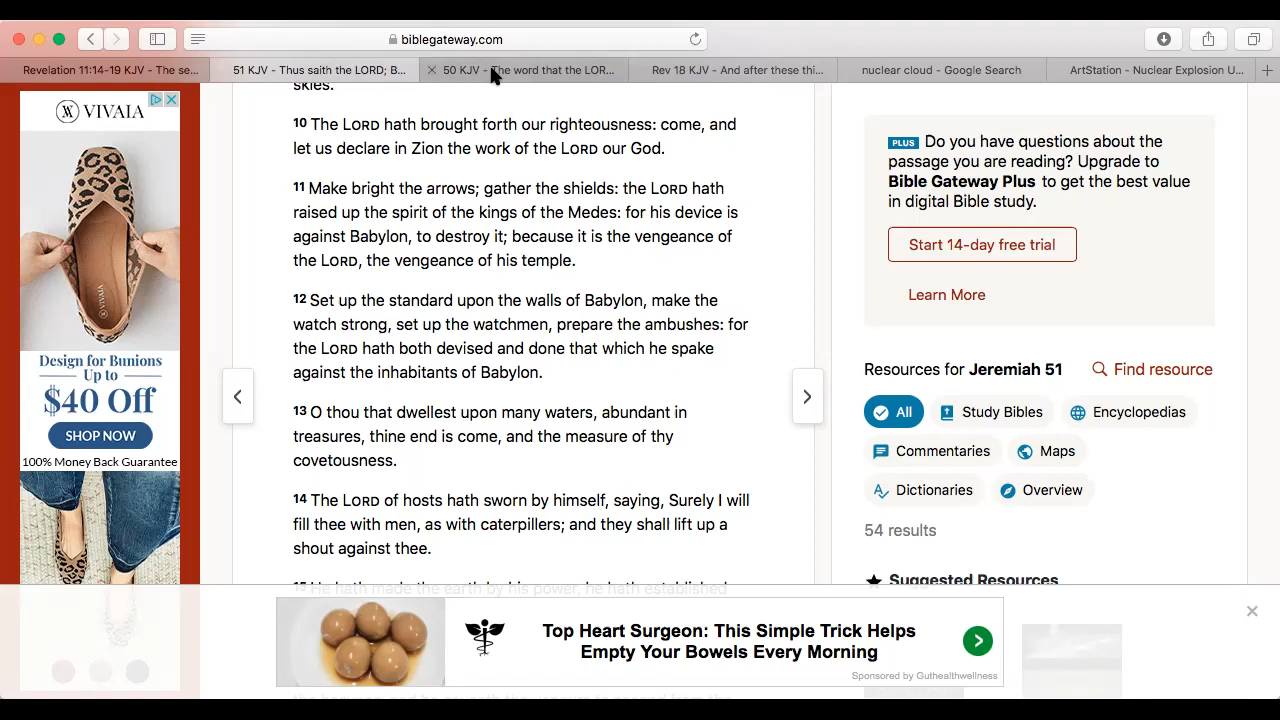 biblegateway.com
Revelation 11:14-19 KJV - The se...
51 KJV - Thus saith the LORD; B...
50 KJV - The word that the LOR...
Rev 18 KJV - And after these thi...
nuclear cloud - Google Search
ArtStation - Nuclear Explosion U...
VIVAIA
Design for Bunions
Up to
$40 Off
SHOP NOW
100% Money Back Guarantee
skies.
10 The LORD hath brought forth our righteousness: come, and
let us declare in Zion the work of the LORD our God.
11 Make bright the arrows; gather the shields: the LORD hath
raised up the spirit of the kings of the Medes: for his device is
against Babylon, to destroy it; because it is the vengeance of
the LORD, the vengeance of his temple.
12 Set up the standard upon the walls of Babylon, make the
watch strong, set up the watchmen, prepare the ambushes: for
the LORD hath both devised and done that which he spake
against the inhabitants of Babylon.
13 O thou that dwellest upon many waters, abundant in
treasures, thine end is come, and the measure of thy
covetousness.
14 The LORD of hosts hath sworn by himself, saying, Surely I will
fill thee with men, as with caterpillers; and they shall lift up a
shout against thee.
15 He hath made the earth by his power, he hath established
PLUS Do you have questions about the
passage you are reading? Upgrade to
Bible Gateway Plus to get the best value
in digital Bible study.
Start 14-day free trial
Learn More
Resources for Jeremiah 51
Find resource
All
Study Bibles
Encyclopedias
Commentaries
Maps
Dictionaries
Overview
54 results
Suggested Resources
Top Heart Surgeon: This Simple Trick Helps
Empty Your Bowels Every Morning
Sponsored by Guthealthwellness